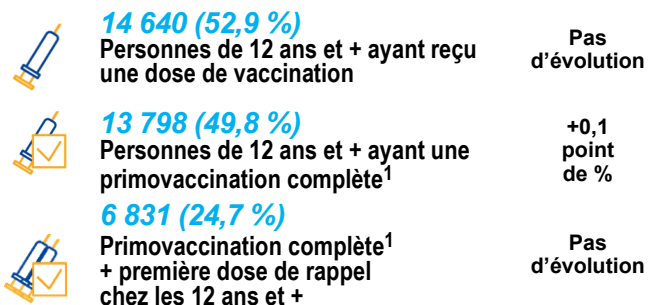 14 640 (52,9 %)
Personnes de 12 ans et + ayant reçu
une dose de vaccination
Pas
d'évolution
13 798 (49,8 %)
Personnes de 12 ans et + ayant une
primovaccination complète1
+0,1
point
de %
6 831 (24,7 %)
Primovaccination complète1
+ première dose de rappel
chez les 12 ans et +
Pas
d'évolution